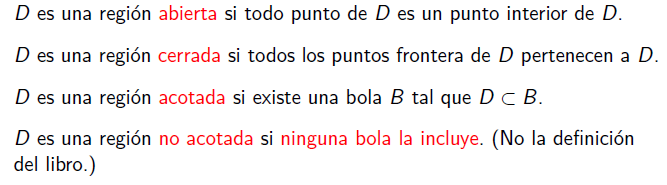 D es una región abierta si todo punto de D es un punto interior de D.
D es una región cerrada si todos los puntos frontera de D pertenecen a D.
D es una región acotada si existe una bola B tal que D ⊂ B.
D es una región no acotada si ninguna bola la incluye. (No la definición
del libro.)